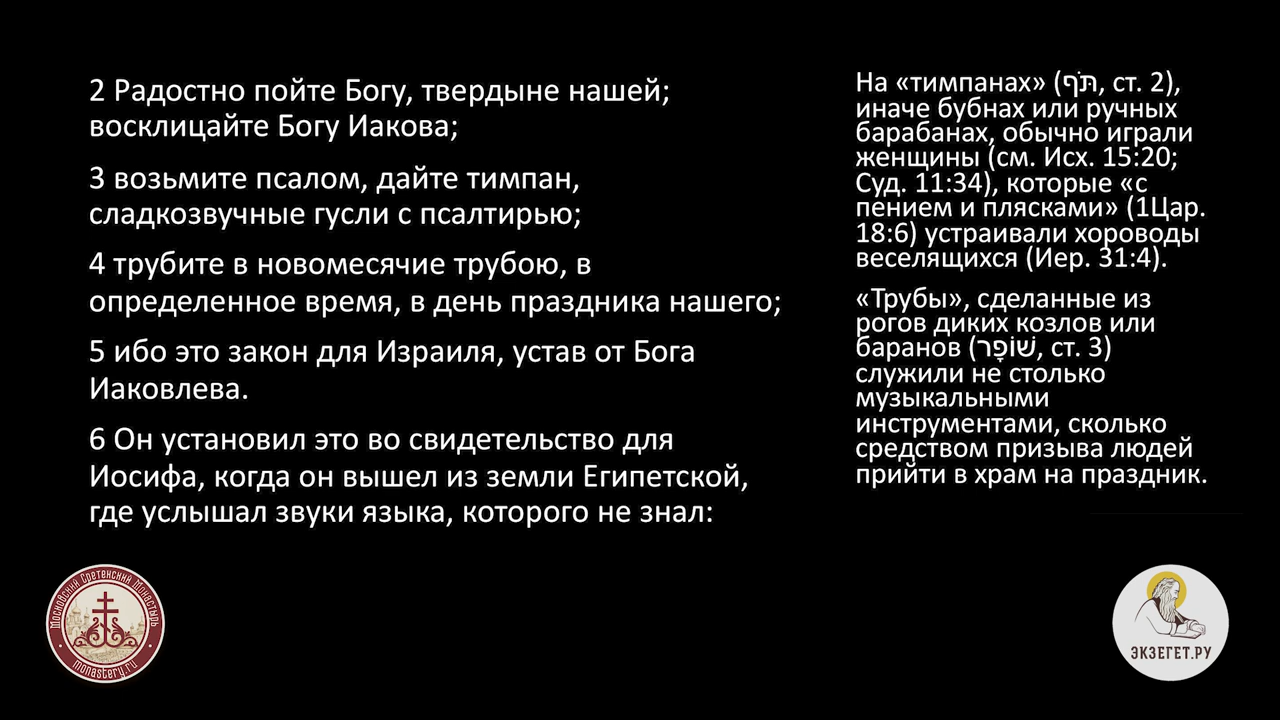 2 Радостно пойте Богу, твердыне нашей;
восклицайте Богу Иакова;
3 возьмите псалом, дайте тимпан,
сладкозвучные гусли с псалтирью;
4 трубите в новомесячие трубою, в
определенное время, в день праздника нашего;
5 ибо это закон для Израиля, устав от Бога
Иаковлева.
6 Он установил это во свидетельство для
Иосифа, когда он вышел из земли Египетской,
где услышал звуки языка, которого не знал:
На «тимпанах» (תֹּף, ст. 2),
иначе бубнах или ручных
барабанах, обычно играли
женщины (см. Исх. 15:20;
Суд. 11:34), которые «с
пением и плясками» (1Цар.
18:6) устраивали хороводы
веселящихся (Иер. 31:4).
«Трубы», сделанные из
рогов диких козлов или
баранов (שׁוֹפָר, ст. 3)
служили не столько
музыкальными
инструментами, сколько
средством призыва людей
прийти в храм на праздник.
Московский Сретенский Монастырь
monastery.ru
ЭКЗЕГЕТ.РУ